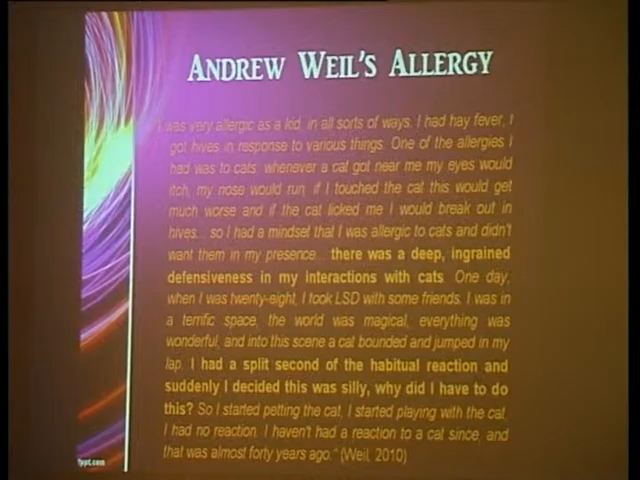 ANDREW WEIL'S ALLERGY
I was very allergic as a kid, in all sorts of ways. I had hay fever, I
got hives in response to various things. One of the allergies I
had was to cats: whenever a cat got near me my eyes would
itch, my nose would run, if I touched the cat this would get
much worse and if the cat licked me I would break out in
hives... so I had a mindset that I was allergic to cats and didn't
want them in my presence... there was a deep, ingrained
defensiveness in my interactions with cats. One day,
when I was twenty-eight, I took LSD with some friends. I was in
a terrific space, the world was magical, everything was
wonderful, and into this scene a cat bounded and jumped in my
lap. I had a split second of the habitual reaction and
suddenly I decided this was silly, why did I have to do
this? So I started petting the cat, I started playing with the cat,
I had no reaction. I haven't had a reaction to a cat since, and
that was almost forty years ago." (Weil, 2010)
fppt.com